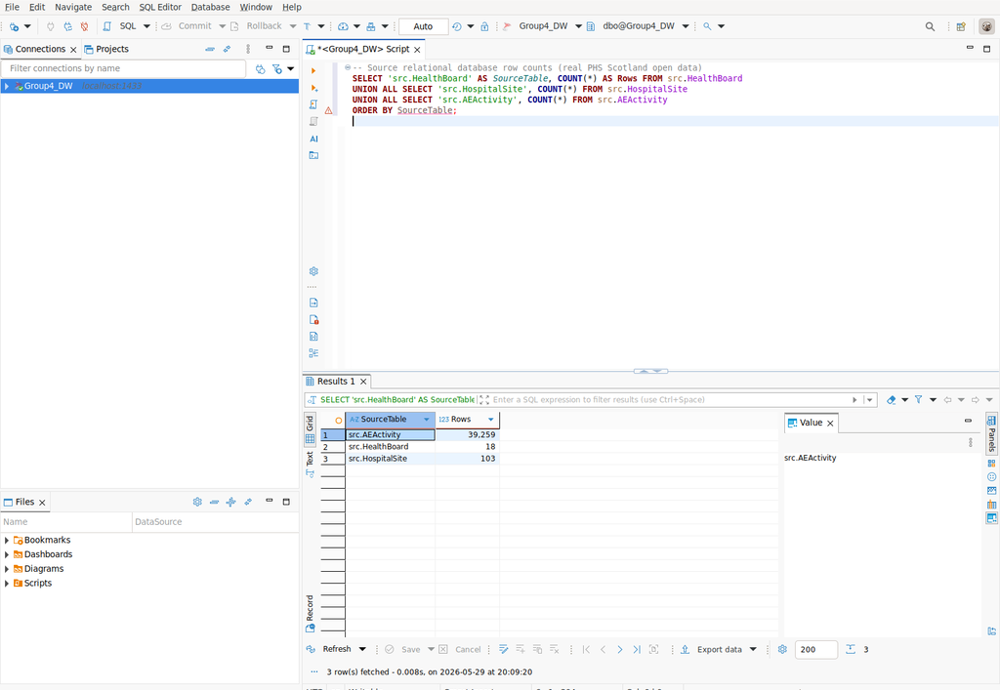 File Edit Navigate Search SQL Editor Database Window Help
SQL Commit Rollback T Auto Group4_DW dbo@Group4_DW
Connections Projects
Filter connections by name
Group4_DW localhost:1433
Files
Name DataSource
Bookmarks
Dashboards
Diagrams
Scripts
*<Group4_DW> Script
AI
-- Source relational database row counts (real PHS Scotland open data)
SELECT 'src.HealthBoard' AS SourceTable, COUNT(*) AS Rows FROM src.HealthBoard
UNION ALL SELECT 'src.HospitalSite', COUNT(*) FROM src.HospitalSite
UNION ALL SELECT 'src.AEActivity', COUNT(*) FROM src.AEActivity
ORDER BY SourceTable;
Results 1
SELECT 'src.HealthBoard' AS SourceTable Enter a SQL expression to filter results (use Ctrl+Space)
Grid
Text
Record
A-Z SourceTable 123 Rows
1 src.AEActivity 39,259
2 src.HealthBoard 18
3 src.HospitalSite 103
Value
src.AEActivity
Panels
Refresh Save Cancel Export data 200 3
3 row(s) fetched - 0.008s, on 2026-05-29 at 20:09:20